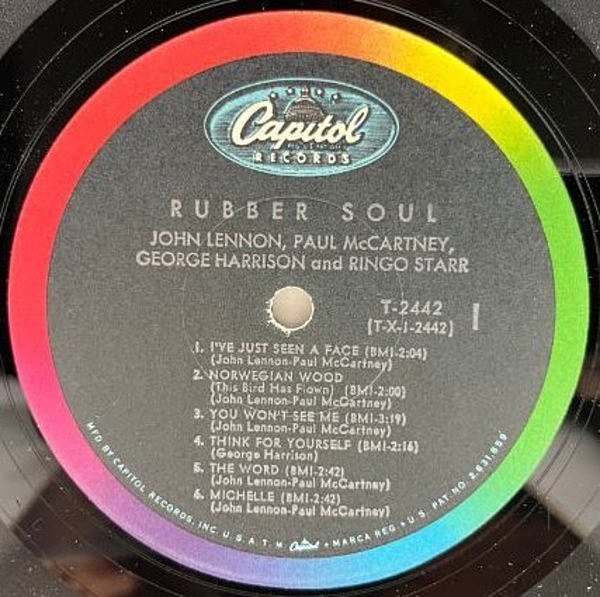 Capitol
RECORDS
RUBBER SOUL
JOHN LENNON, PAUL McCARTNEY,
GEORGE HARRISON and RINGO STARR
T-2442
(T-X-1-2442)
1
1. I'VE JUST SEEN A FACE (BMI-2:04)
(John Lennon-Paul McCartney)
2. NORWEGIAN WOOD
(This Bird Has Flown) (BMI-2:00)
(John Lennon-Paul McCartney)
3. YOU WON'T SEE ME (BMI-3:19)
(John Lennon-Paul McCartney)
4. THINK FOR YOURSELF (BMI-2:16)
(George Harrison)
5. THE WORD (BMI-2:42)
(John Lennon-Paul McCartney)
6. MICHELLE (BMI-2:42)
(John Lennon-Paul McCartney)
MFD BY CAPITOL RECORDS, INC. U.S.A. T.M. Capitol • MARCA REG • U.S. PAT. NO. 2,631,859